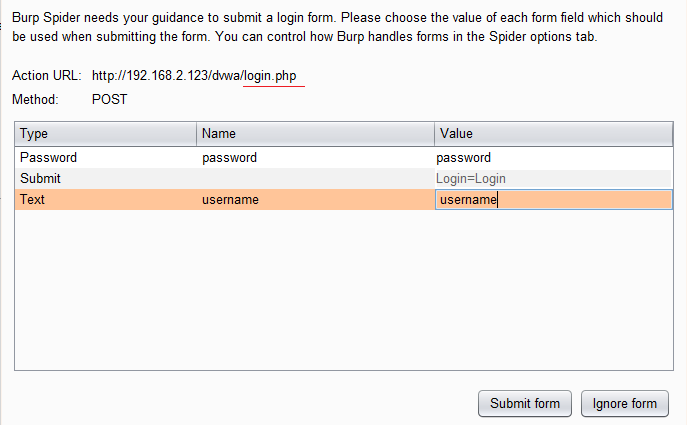 Burp Spider needs your guidance to submit a login form. Please choose the value of each form field which should
be used when submitting the form. You can control how Burp handles forms in the Spider options tab.
Action URL: http://192.168.2.123/dvwa/login.php
Method: POST
Type Name Value
Password password password
Submit Login=Login
Text username username
Submit form Ignore form